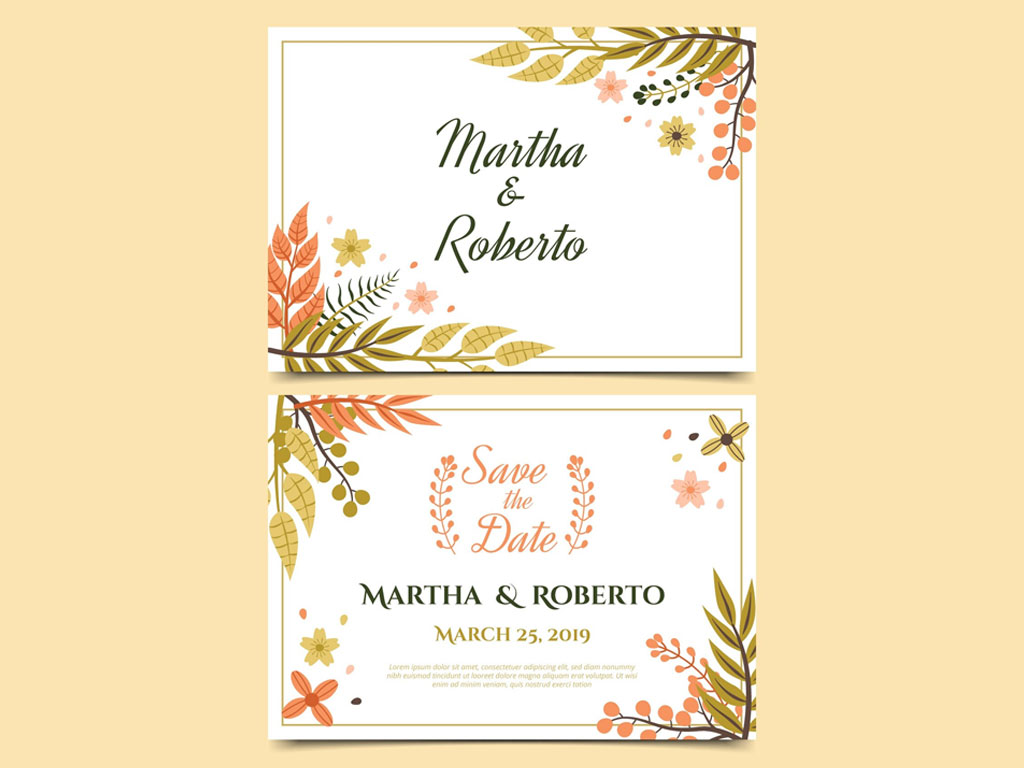 Martha
&
Roberto
Save
the
Date
MARTHA & ROBERTO
MARCH 25, 2019
Lorem ipsum dolor sit amet, consectetuer adipiscing elit, sed diam nonummy
nibh euismod tincidunt ut laoreet dolore magna aliquam erat volutpat. Ut wisi
enim ad minim veniam, quis nostrud exerci tation